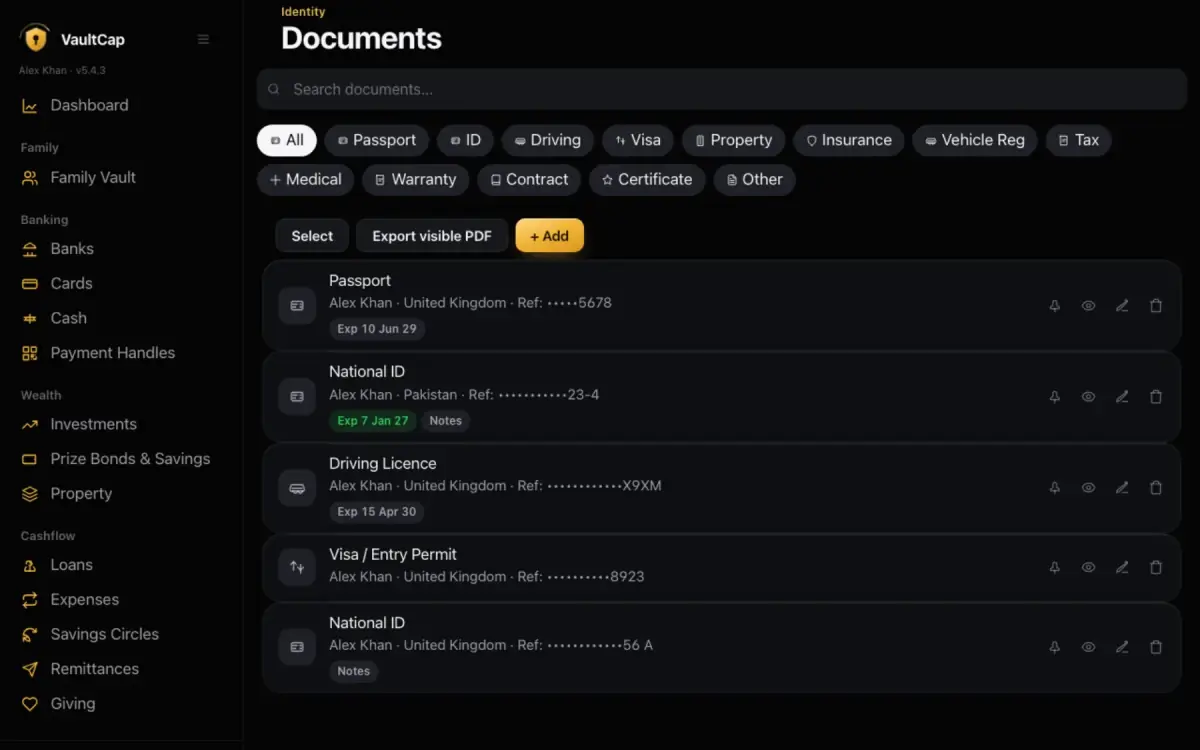 VaultCap
Alex Khan · v5.4.3
Dashboard
Family
Family Vault
Banking
Banks
Cards
Cash
Payment Handles
Wealth
Investments
Prize Bonds & Savings
Property
Cashflow
Loans
Expenses
Savings Circles
Remittances
Giving
Identity
Documents
Search documents...
All Passport ID Driving Visa Property Insurance Vehicle Reg Tax
Medical Warranty Contract Certificate Other
Select Export visible PDF + Add
Passport
Alex Khan · United Kingdom · Ref: •••••5678
Exp 10 Jun 29
National ID
Alex Khan · Pakistan · Ref: •••••••••••23-4
Exp 7 Jan 27 Notes
Driving Licence
Alex Khan · United Kingdom · Ref: ••••••••••••X9XM
Exp 15 Apr 30
Visa / Entry Permit
Alex Khan · United Kingdom · Ref: ••••••••••8923
National ID
Alex Khan · United Kingdom · Ref: ••••••••••••56 A
Notes